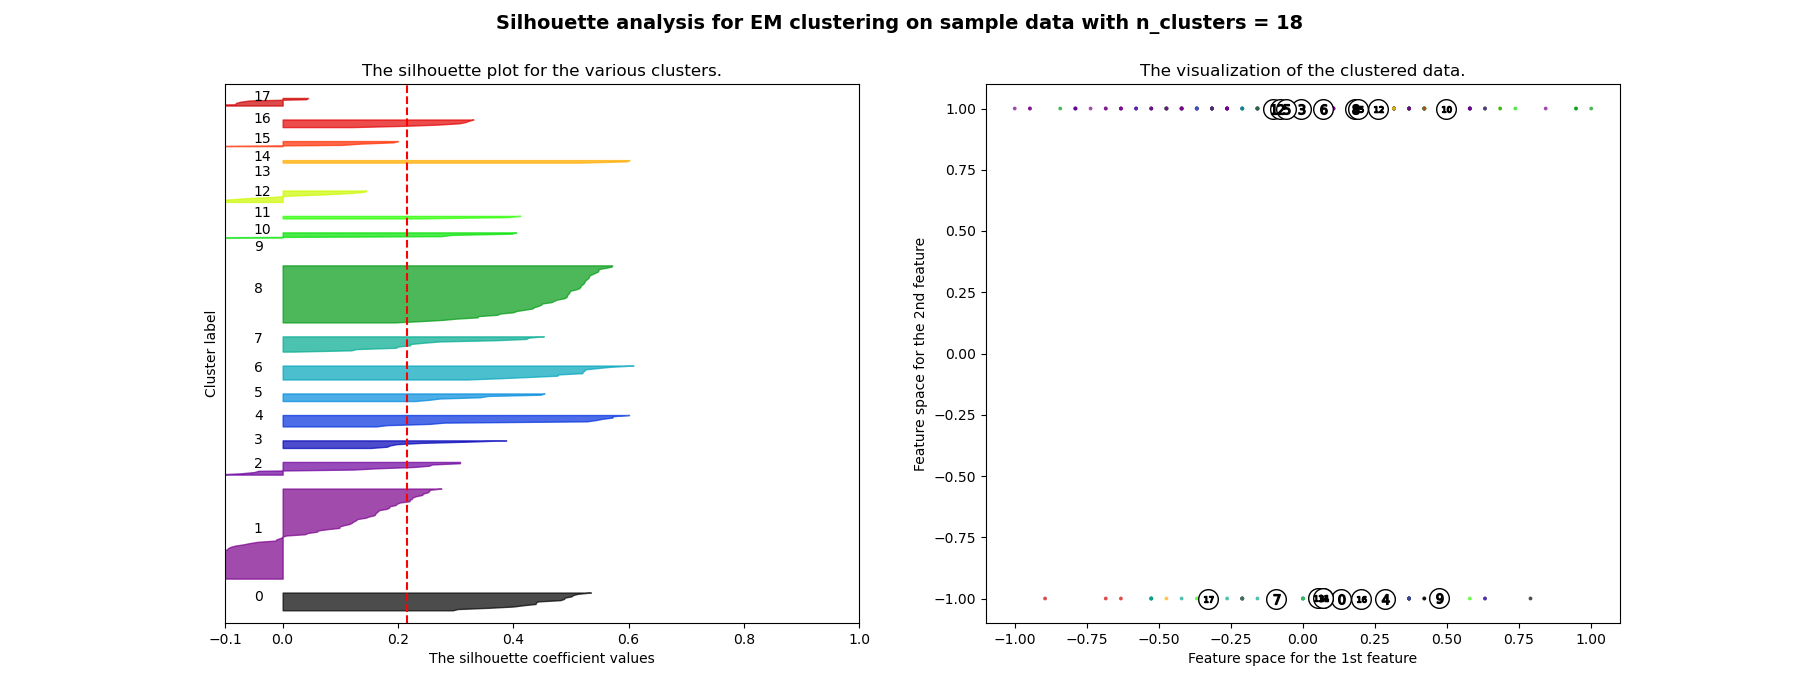 Silhouette analysis for EM clustering on sample data with n_clusters = 18
The silhouette plot for the various clusters.
17
16
15
14
13
12
11
10
9
8
7
6
5
4
3
2
1
0
Cluster label
−0.1 0.0 0.2 0.4 0.6 0.8 1.0
The silhouette coefficient values
The visualization of the clustered data.
1.00
0.75
0.50
0.25
0.00
−0.25
−0.50
−0.75
−1.00
Feature space for the 2nd feature
2 5 3 6 8 12 10
17 7 0 16 4 9
−1.00 −0.75 −0.50 −0.25 0.00 0.25 0.50 0.75 1.00
Feature space for the 1st feature